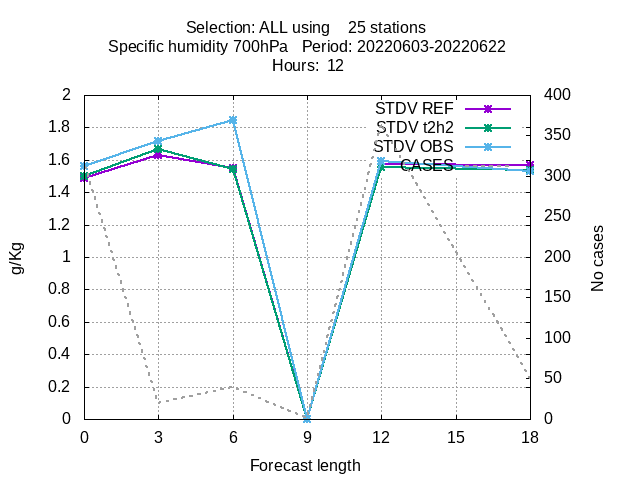 Selection: ALL using    25 stations
Specific humidity 700hPa   Period: 20220603-20220622
Hours:  12
STDV REF
STDV t2h2
STDV OBS
CASES
2
1.8
1.6
1.4
1.2
1
0.8
0.6
0.4
0.2
0
400
350
300
250
200
150
100
50
0
g/Kg
No cases
0 3 6 9 12 15 18
Forecast length